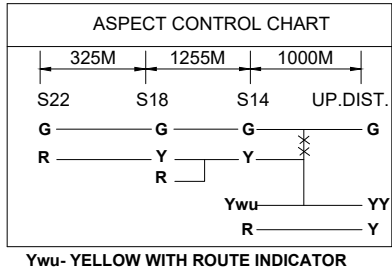 ASPECT CONTROL CHART
325M 1255M 1000M
S22 S18 S14 UP.DIST.
G G G G
R Y Y
R
Ywu YY
R Y
Ywu- YELLOW WITH ROUTE INDICATOR